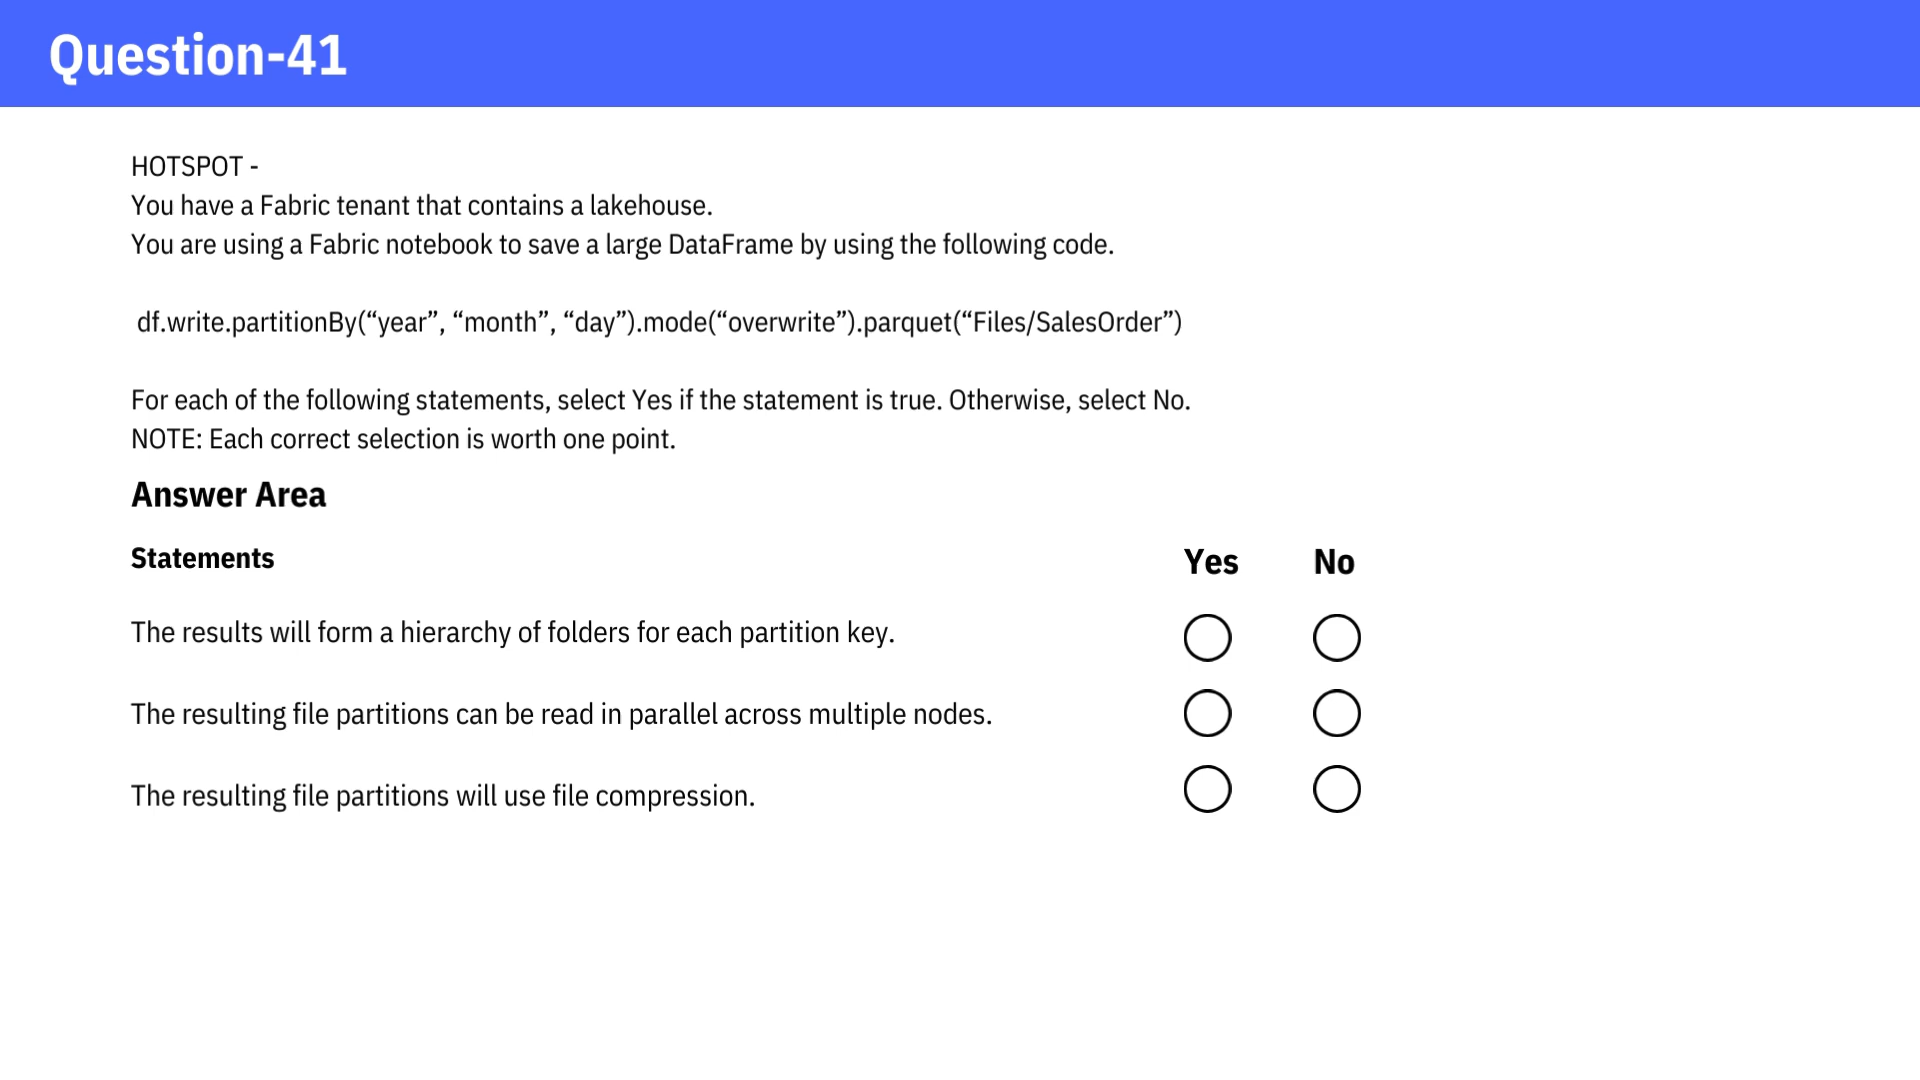 Question-41
HOTSPOT -
You have a Fabric tenant that contains a lakehouse.
You are using a Fabric notebook to save a large DataFrame by using the following code.
df.write.partitionBy(“year”, “month”, “day”).mode(“overwrite”).parquet(“Files/SalesOrder”)
For each of the following statements, select Yes if the statement is true. Otherwise, select No.
NOTE: Each correct selection is worth one point.
Answer Area
Statements Yes No
The results will form a hierarchy of folders for each partition key.
The resulting file partitions can be read in parallel across multiple nodes.
The resulting file partitions will use file compression.